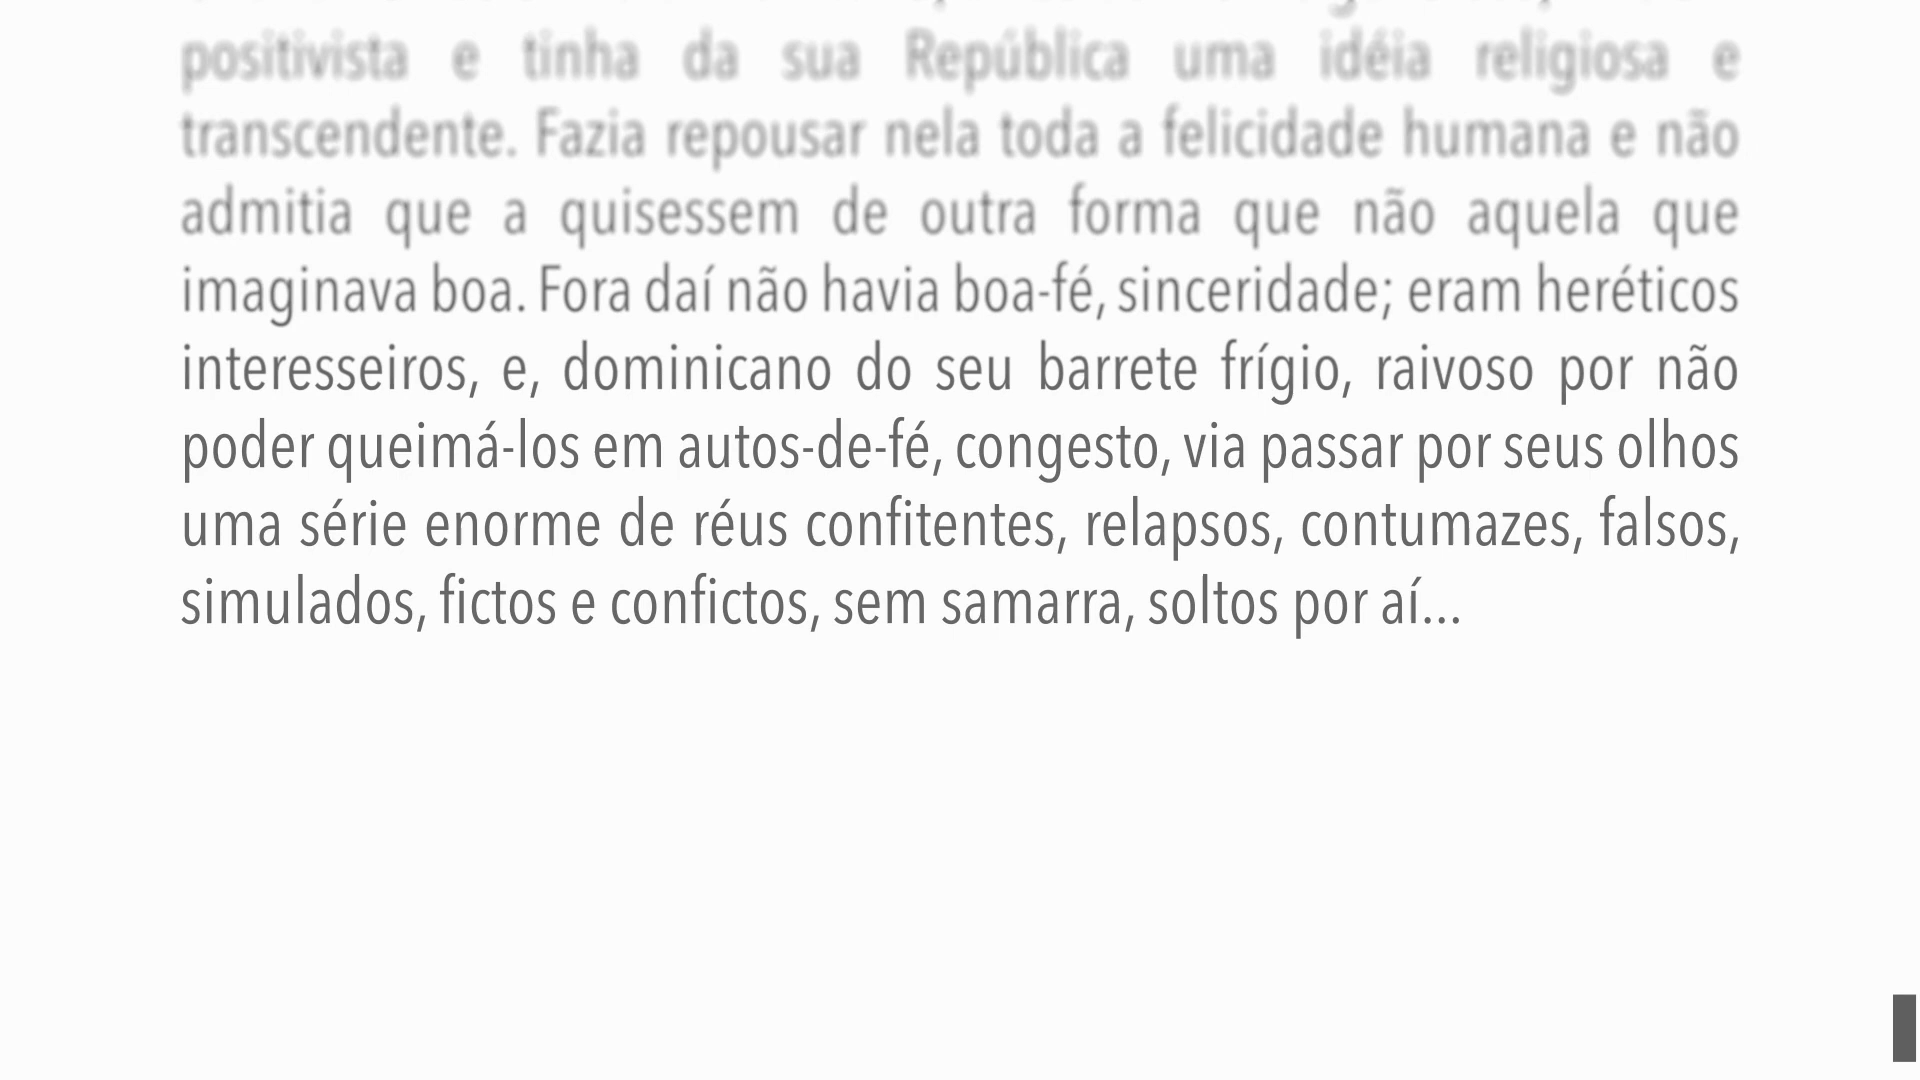 positivista e tinha da sua República uma idéia religiosa e
transcendente. Fazia repousar nela toda a felicidade humana e não
admitia que a quisessem de outra forma que não aquela que
imaginava boa. Fora daí não havia boa-fé, sinceridade; eram heréticos
interesseiros, e, dominicano do seu barrete frígio, raivoso por não
poder queimá-los em autos-de-fé, congesto, via passar por seus olhos
uma série enorme de réus confitentes, relapsos, contumazes, falsos,
simulados, fictos e confictos, sem samarra, soltos por aí...